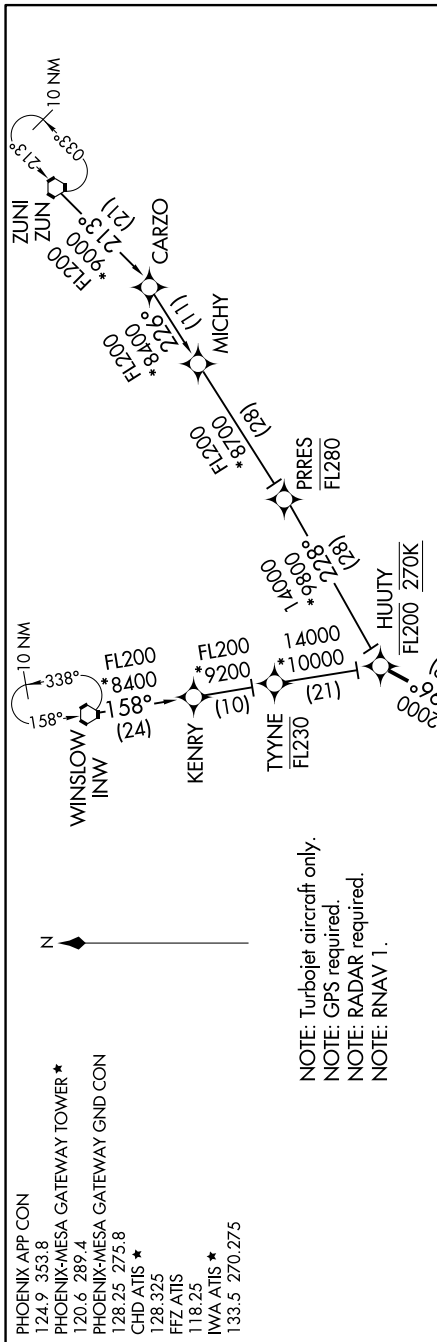 PHOENIX APP CON
124.9 353.8
PHOENIX-MESA GATEWAY TOWER★
120.6 289.4
PHOENIX-MESA GATEWAY GND CON
128.25 275.8
CHD ATIS ★
128.325
FFZ ATIS
118.25
IWA ATIS ★
133.5 270.275
N
NOTE: Turbojet aircraft only.
NOTE: GPS required.
NOTE: RADAR required.
NOTE: RNAV 1.
WINSLOW
INW
10 NM
158°
338°
FL200
*8400
158°
(24)
KENRY
FL200
*9200
(10)
TYYNE
FL230
14000
*10000
(21)
HUUTY
FL200 270K
ZUNI
ZUN
10 NM
213°
033°
FL200
*9000
213°
(21)
CARZO
FL200
*8400
226°
(11)
MICHY
FL200
*8700
(28)
PRRES
FL280
14000
*9800
228°
(28)